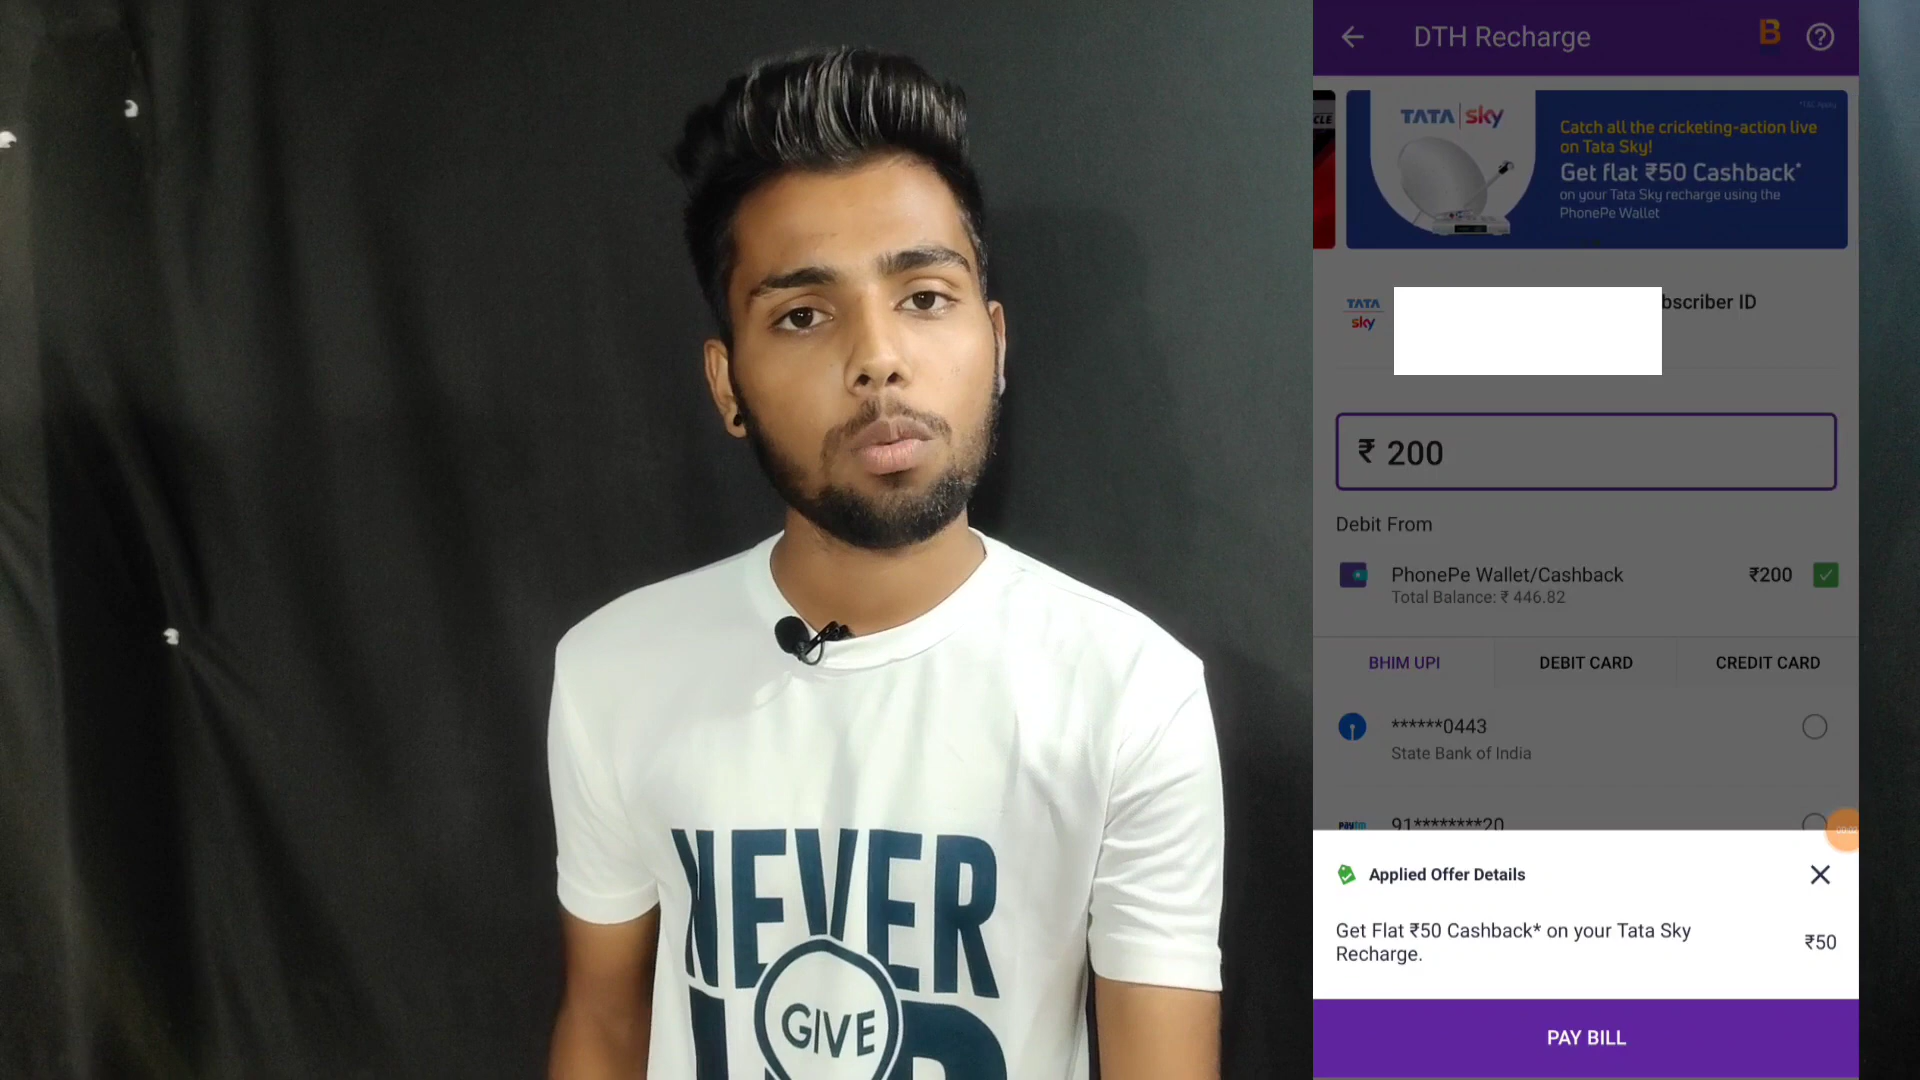 DTH Recharge
B
?
CLE
TATA sky
*T&C Apply
Catch all the cricketing-action live
on Tata Sky!
Get flat ₹50 Cashback*
on your Tata Sky recharge using the
PhonePe Wallet
TATA
sky
bscriber ID
₹ 200
Debit From
PhonePe Wallet/Cashback
₹200
Total Balance: ₹ 446.82
BHIM UPI
DEBIT CARD
CREDIT CARD
******0443
State Bank of India
paytm
91********20
Applied Offer Details
Get Flat ₹50 Cashback* on your Tata Sky
Recharge.
₹50
PAY BILL
NEVER
GIVE